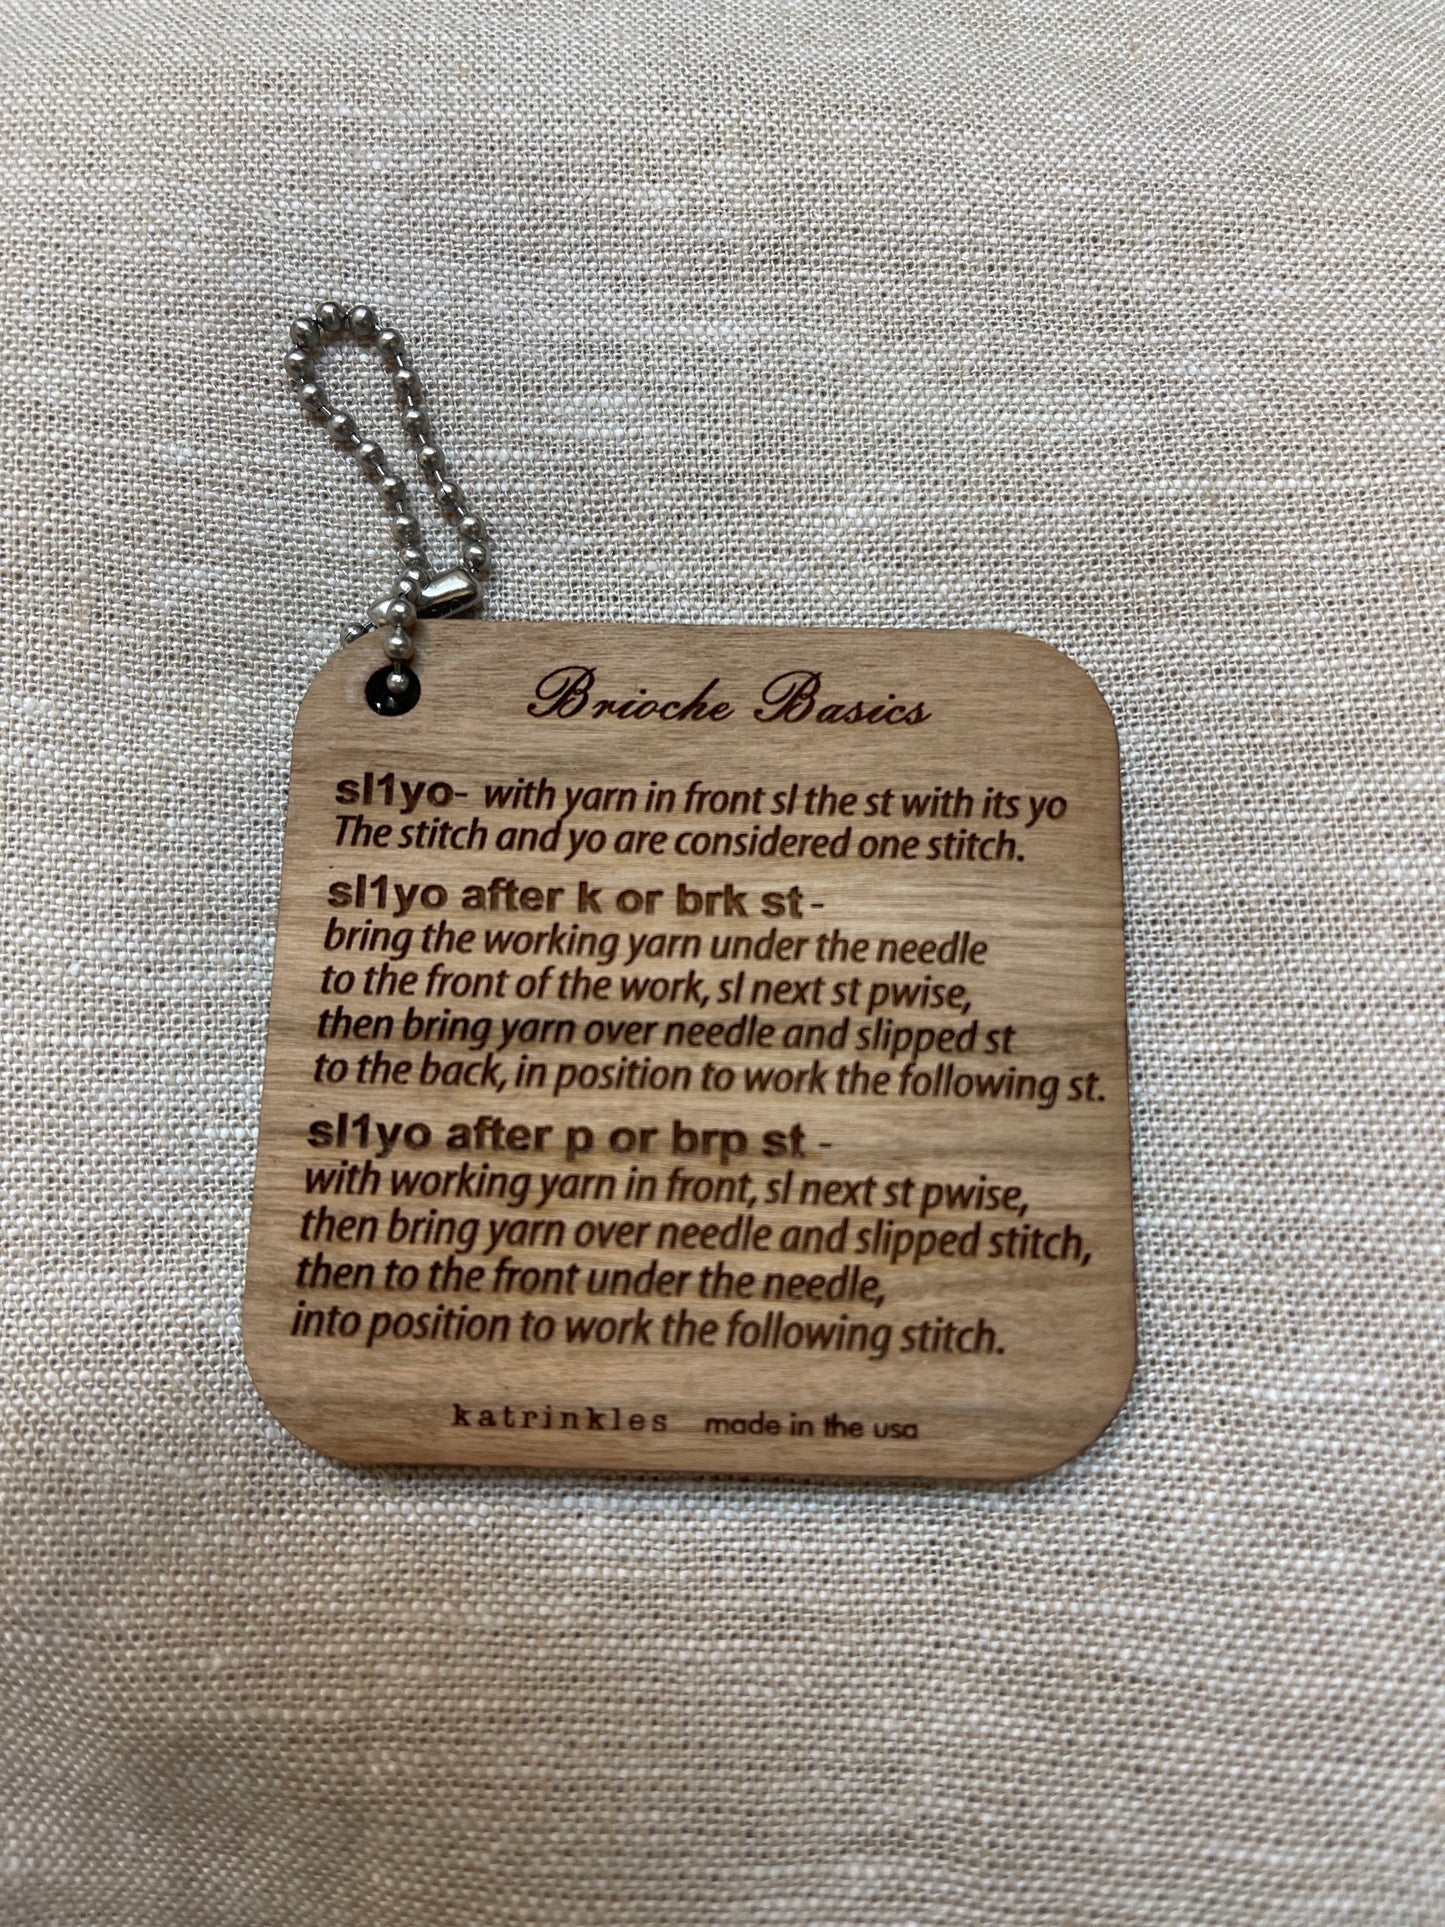 Brioche Basics
sl1yo- with yarn in front sl the st with its yo
The stitch and yo are considered one stitch.
sl1yo after k or brk st -
bring the working yarn under the needle
to the front of the work, sl next st pwise,
then bring yarn over needle and slipped st
to the back, in position to work the following st.
sl1yo after p or brp st -
with working yarn in front, sl next st pwise,
then bring yarn over needle and slipped stitch,
then to the front under the needle,
into position to work the following stitch.
katrinkles made in the usa